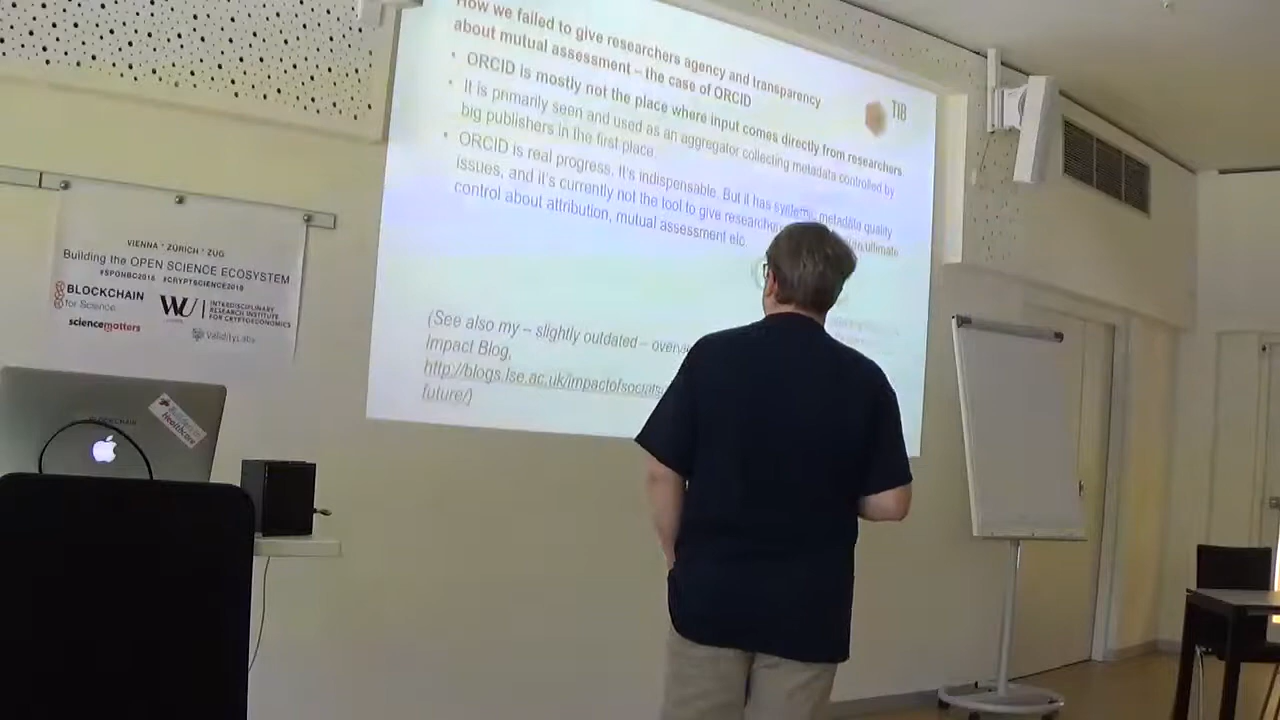 How we failed to give researchers agency and transparency
about mutual assessment – the case of ORCID
TIB
• ORCID is mostly not the place where input comes directly from researchers
• It is primarily seen and used as an aggregator collecting metadata controlled by
big publishers in the first place.
• ORCID is real progress. It's indispensable. But it has systemic metadata quality
issues, and it's currently not the tool to give ultimate
control about attribution, mutual assessment etc.
(See also my – slightly outdated –
Impact Blog,
http://blogs.lse.ac.uk/impactofsocials
future/)
VIENNA * ZÜRICH * ZUG
Building the OPEN SCIENCE ECOSYSTEM
#SPONBC2018 #CRYPTSCIENCE2018
BLOCKCHAIN
for Science
WU
INTERDISCIPLINARY
RESEARCH INSTITUTE
FOR CRYPTOECONOMICS
sciencematters
validityLabs
BLOCKCHAIN
Healthcare